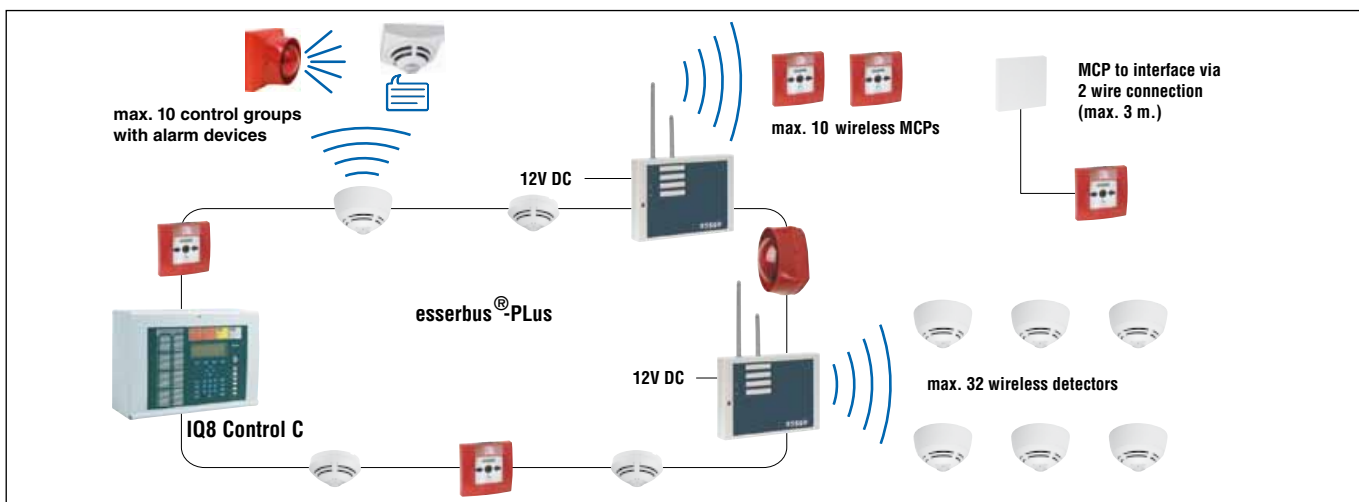 max. 10 control groups
with alarm devices
max. 10 wireless MCPs
MCP to interface via
2 wire connection
(max. 3 m.)
12V DC
esserbus®-PLus
12V DC
max. 32 wireless detectors
IQ8 Control C